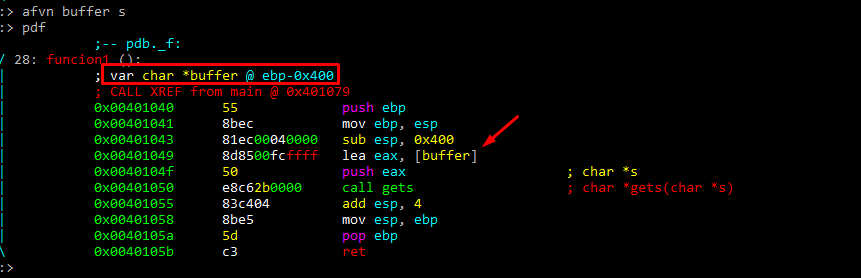 :> afvn buffer s
:> pdf
;-- pdb._f:
/ 28: funcion1 ();
| ; var char *buffer @ ebp-0x400
| ; CALL XREF from main @ 0x401079
| 0x00401040 55 push ebp
| 0x00401041 8bec mov ebp, esp
| 0x00401043 81ec00040000 sub esp, 0x400
| 0x00401049 8d8500fcffff lea eax, [buffer]
| 0x0040104f 50 push eax ; char *s
| 0x00401050 e8c62b0000 call gets ; char *gets(char *s)
| 0x00401055 83c404 add esp, 4
| 0x00401058 8be5 mov esp, ebp
| 0x0040105a 5d pop ebp
\ 0x0040105b c3 ret
:>